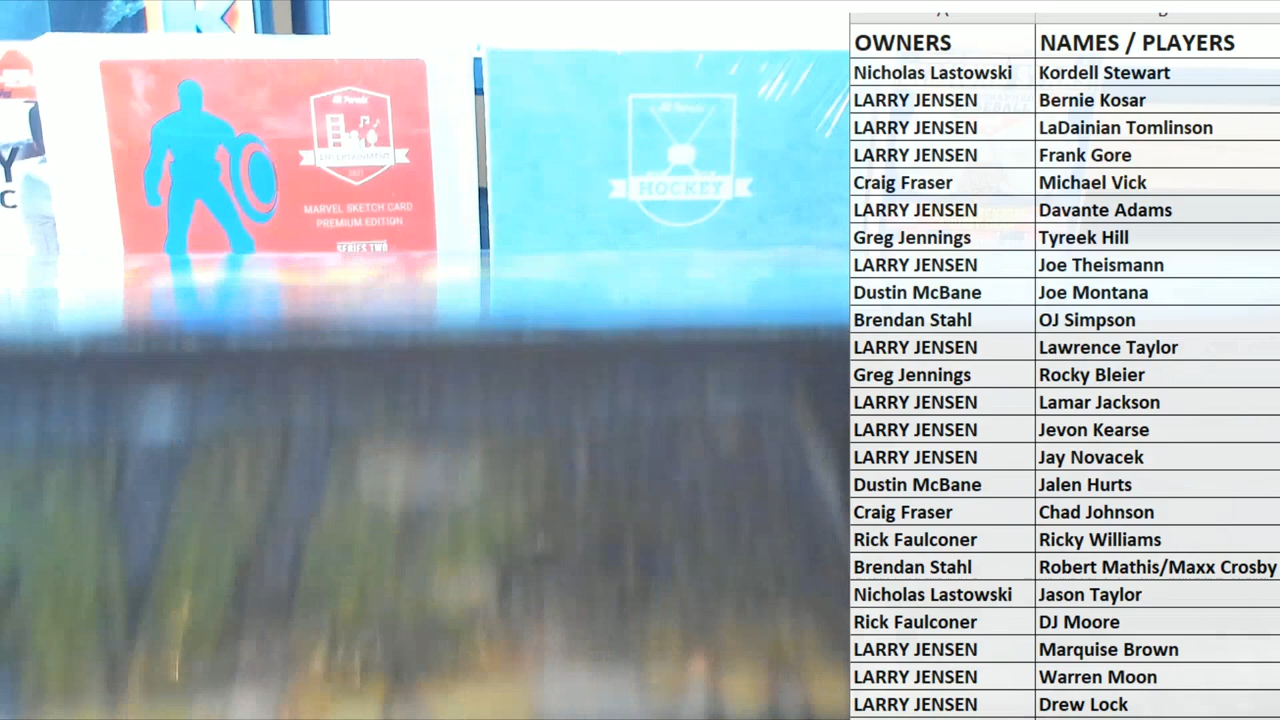 K
Y
C
All Parade
ENTERTAINMENT
2021
MARVEL SKETCH CARD
PREMIUM EDITION
SERIES TWO
HOCKEY
OWNERS NAMES / PLAYERS
Nicholas Lastowski Kordell Stewart
LARRY JENSEN Bernie Kosar
LARRY JENSEN LaDainian Tomlinson
LARRY JENSEN Frank Gore
Craig Fraser Michael Vick
LARRY JENSEN Davante Adams
Greg Jennings Tyreek Hill
LARRY JENSEN Joe Theismann
Dustin McBane Joe Montana
Brendan Stahl OJ Simpson
LARRY JENSEN Lawrence Taylor
Greg Jennings Rocky Bleier
LARRY JENSEN Lamar Jackson
LARRY JENSEN Jevon Kearse
LARRY JENSEN Jay Novacek
Dustin McBane Jalen Hurts
Craig Fraser Chad Johnson
Rick Faulconer Ricky Williams
Brendan Stahl Robert Mathis/Maxx Crosby
Nicholas Lastowski Jason Taylor
Rick Faulconer DJ Moore
LARRY JENSEN Marquise Brown
LARRY JENSEN Warren Moon
LARRY JENSEN Drew Lock